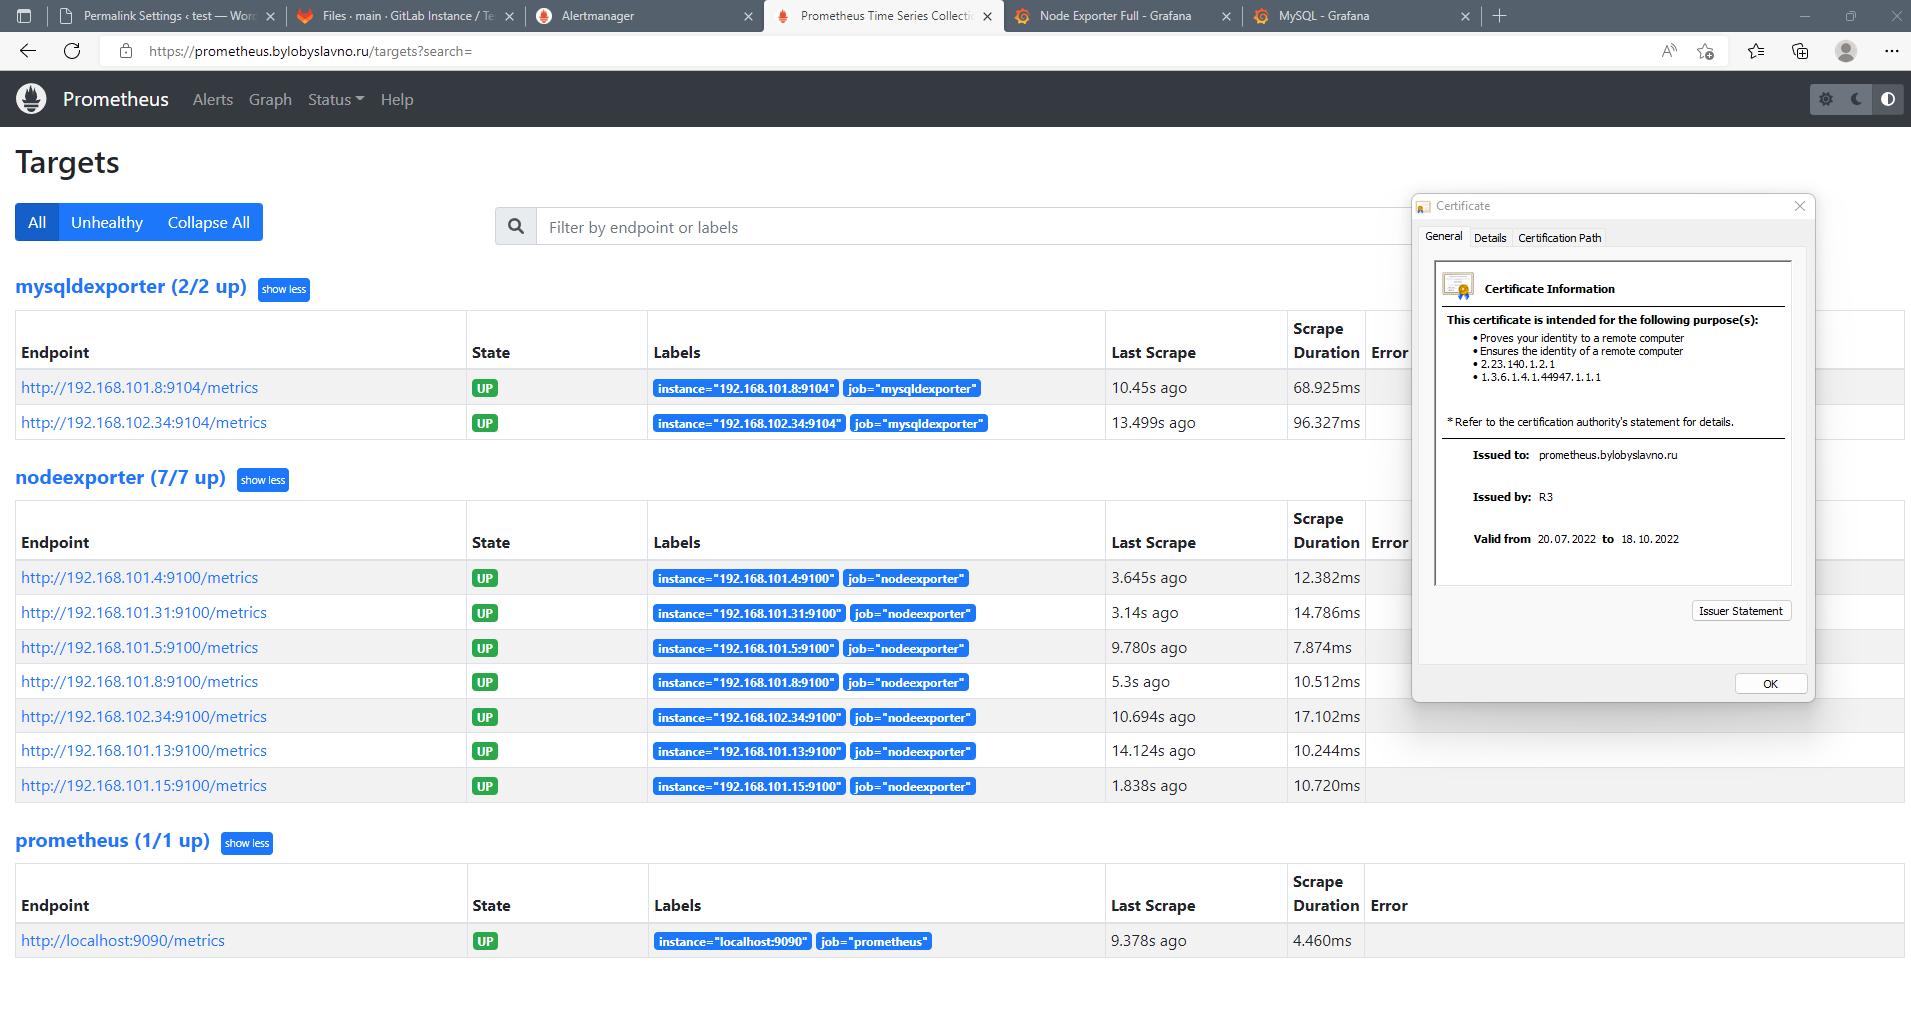 Permalink Settings ‹ test — Wor
Files · main · GitLab Instance / Te
Alertmanager
Prometheus Time Series Collecti
Node Exporter Full - Grafana
MySQL - Grafana
https://prometheus.bylobyslavno.ru/targets?search=
Prometheus Alerts Graph Status Help
Targets
All Unhealthy Collapse All
Filter by endpoint or labels
mysqldexporter (2/2 up) show less
Endpoint State Labels Last Scrape Scrape Duration Error
http://192.168.101.8:9104/metrics UP instance="192.168.101.8:9104" job="mysqldexporter" 10.45s ago 68.925ms
http://192.168.102.34:9104/metrics UP instance="192.168.102.34:9104" job="mysqldexporter" 13.499s ago 96.327ms
nodeexporter (7/7 up) show less
Endpoint State Labels Last Scrape Scrape Duration Error
http://192.168.101.4:9100/metrics UP instance="192.168.101.4:9100" job="nodeexporter" 3.645s ago 12.382ms
http://192.168.101.31:9100/metrics UP instance="192.168.101.31:9100" job="nodeexporter" 3.14s ago 14.786ms
http://192.168.101.5:9100/metrics UP instance="192.168.101.5:9100" job="nodeexporter" 9.780s ago 7.874ms
http://192.168.101.8:9100/metrics UP instance="192.168.101.8:9100" job="nodeexporter" 5.3s ago 10.512ms
http://192.168.102.34:9100/metrics UP instance="192.168.102.34:9100" job="nodeexporter" 10.694s ago 17.102ms
http://192.168.101.13:9100/metrics UP instance="192.168.101.13:9100" job="nodeexporter" 14.124s ago 10.244ms
http://192.168.101.15:9100/metrics UP instance="192.168.101.15:9100" job="nodeexporter" 1.838s ago 10.720ms
prometheus (1/1 up) show less
Endpoint State Labels Last Scrape Scrape Duration Error
http://localhost:9090/metrics UP instance="localhost:9090" job="prometheus" 9.378s ago 4.460ms
Certificate
General Details Certification Path
Certificate Information
This certificate is intended for the following purpose(s):
• Proves your identity to a remote computer
• Ensures the identity of a remote computer
• 2.23.140.1.2.1
• 1.3.6.1.4.1.44947.1.1.1
* Refer to the certification authority's statement for details.
Issued to: prometheus.bylobyslavno.ru
Issued by: R3
Valid from 20.07.2022 to 18.10.2022
Issuer Statement
OK